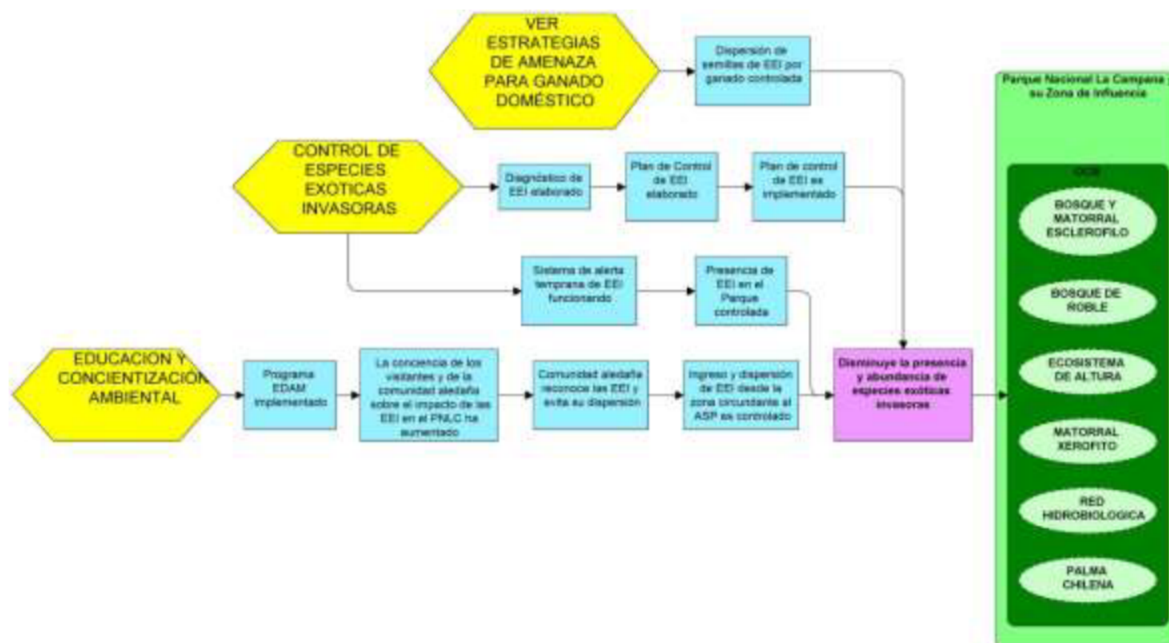 VER
ESTRATEGIAS
DE AMENAZA
PARA GANADO
DOMÉSTICO
Dispersión de
semillas de EEI por
ganado controlada
CONTROL DE
ESPECIES
EXOTICAS
INVASORAS
Diagnóstico de
EEI elaborado
Plan de Control
de EEI
elaborado
Plan de control
de EEI es
implementado
Sistema de alerta
temprana de EEI
funcionando
Presencia de
EEI en el
Parque
controlada
EDUCACION Y
CONCIENTIZACION
AMBIENTAL
Programa
EDAM
implementado
La conciencia de los
visitantes y de la
comunidad aledaña
sobre el impacto de las
EEI en el PNLC ha
aumentado
Comunidad aledaña
reconoce las EEI y
evita su dispersión
Ingreso y dispersión
de EEI desde la
zona circundante al
ASP es controlado
Disminuye la presencia
y abundancia de
especies exóticas
invasoras
Parque Nacional La Campana y
su Zona de Influencia
BOSQUE Y
MATORRAL
ESCLEROFILO
BOSQUE DE
ROBLE
ECOSISTEMA
DE ALTURA
MATORRAL
XEROFITO
RED
HIDROBIOLOGICA
PALMA
CHILENA